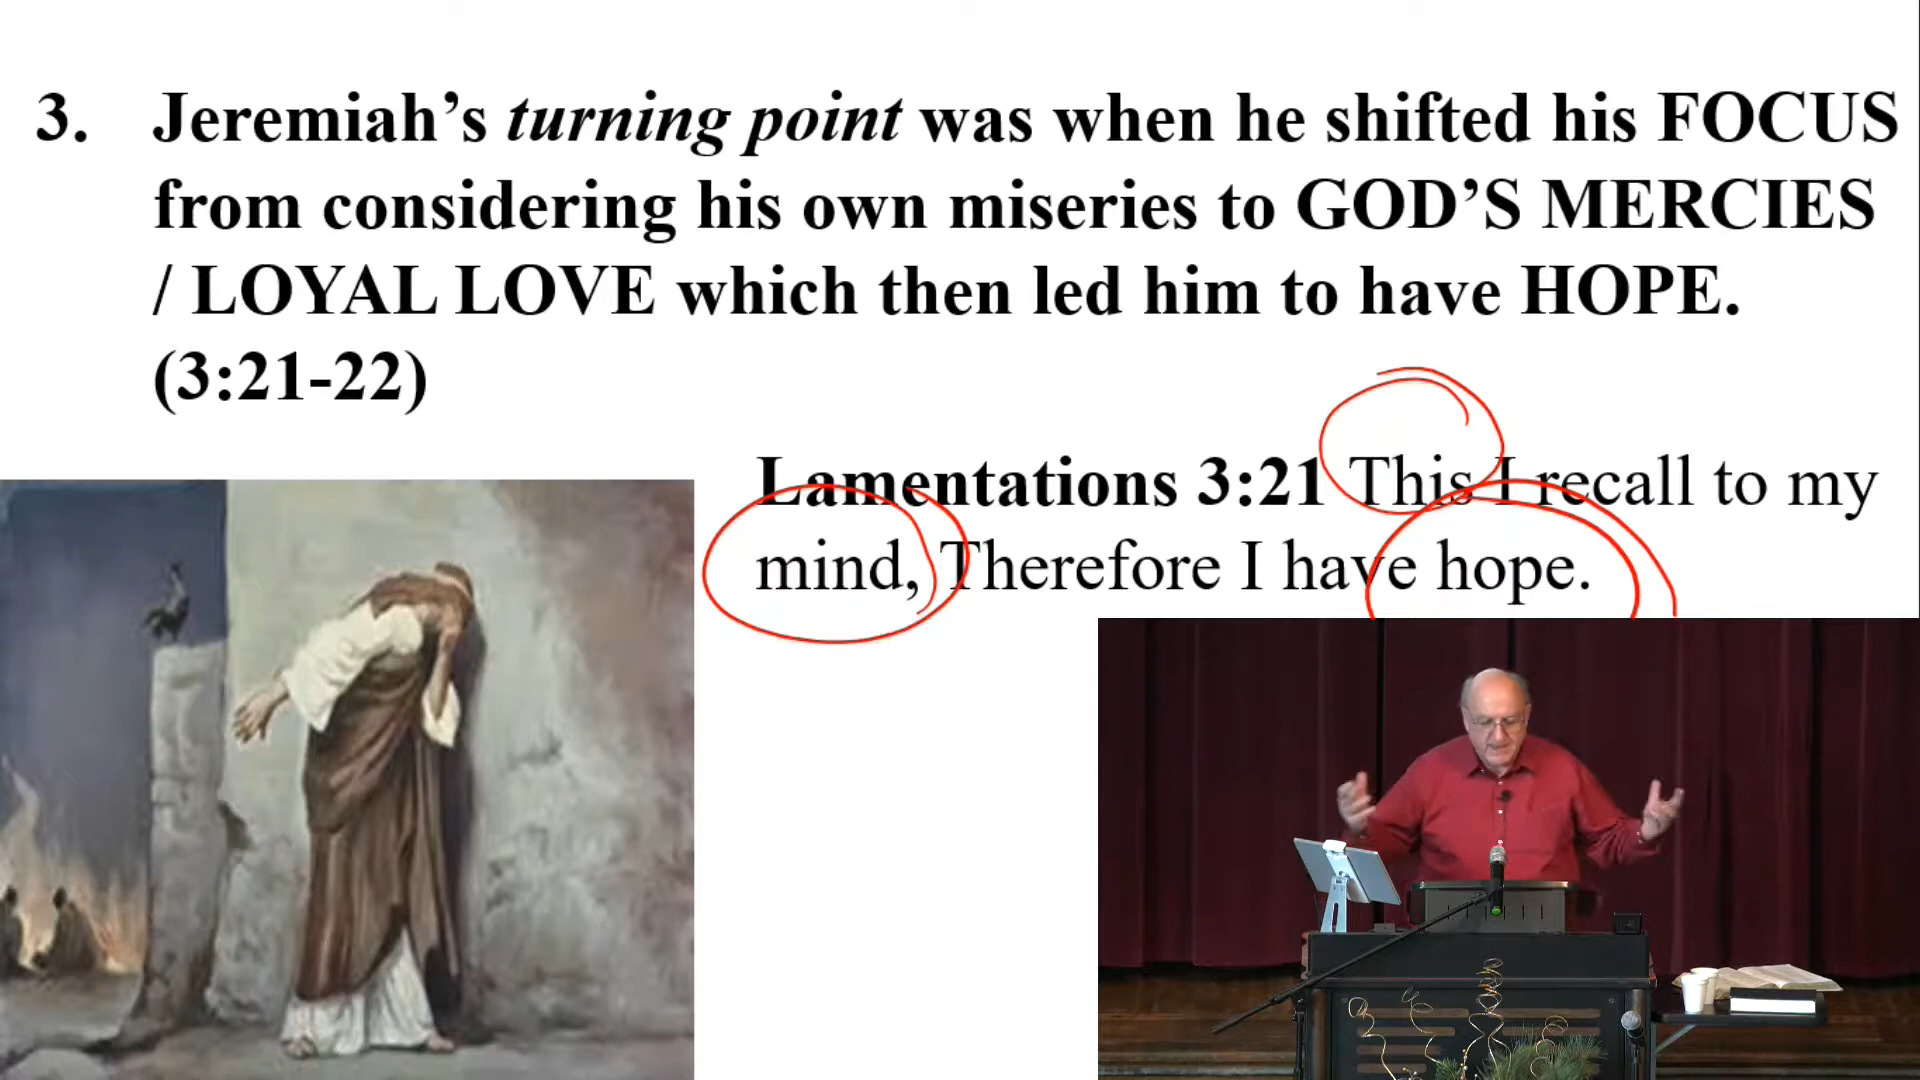 3. Jeremiah’s turning point was when he shifted his FOCUS
from considering his own miseries to GOD’S MERCIES
/ LOYAL LOVE which then led him to have HOPE.
(3:21-22)
Lamentations 3:21 This I recall to my
mind, Therefore I have hope.